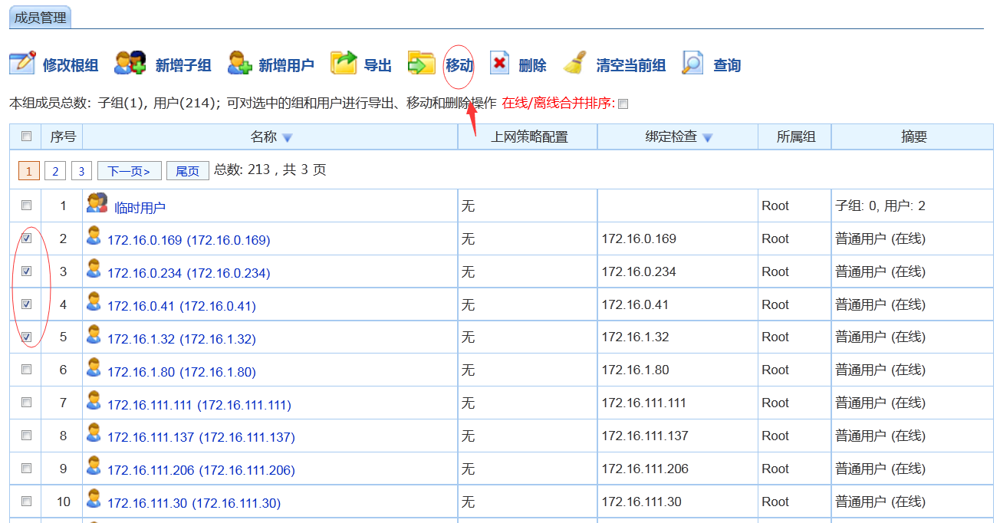 成员管理
修改根组 新增子组 新增用户 导出 移动 删除 清空当前组 查询
本组成员总数: 子组(1), 用户(214); 可对选中的组和用户进行导出、移动和删除操作 在线/离线合并排序:
序号 名称 上网策略配置 绑定检查 所属组 摘要
1 2 3 下一页> 尾页 总数: 213 , 共 3 页
1 临时用户 无 Root 子组: 0, 用户: 2
2 172.16.0.169 (172.16.0.169) 无 172.16.0.169 Root 普通用户 (在线)
3 172.16.0.234 (172.16.0.234) 无 172.16.0.234 Root 普通用户 (在线)
4 172.16.0.41 (172.16.0.41) 无 172.16.0.41 Root 普通用户 (在线)
5 172.16.1.32 (172.16.1.32) 无 172.16.1.32 Root 普通用户 (在线)
6 172.16.1.80 (172.16.1.80) 无 172.16.1.80 Root 普通用户 (在线)
7 172.16.111.111 (172.16.111.111) 无 172.16.111.111 Root 普通用户 (在线)
8 172.16.111.137 (172.16.111.137) 无 172.16.111.137 Root 普通用户 (在线)
9 172.16.111.206 (172.16.111.206) 无 172.16.111.206 Root 普通用户 (在线)
10 172.16.111.30 (172.16.111.30) 无 172.16.111.30 Root 普通用户 (在线)